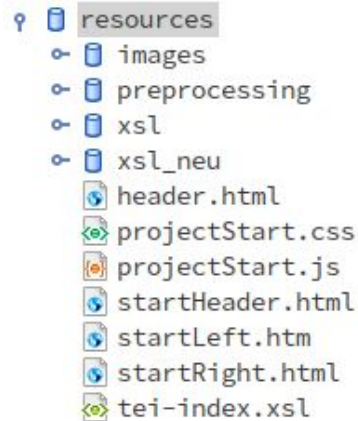 resources
images
preprocessing
xsl
xsl_neu
header.html
projectStart.css
projectStart.js
startHeader.html
startLeft.htm
startRight.html
tei-index.xsl